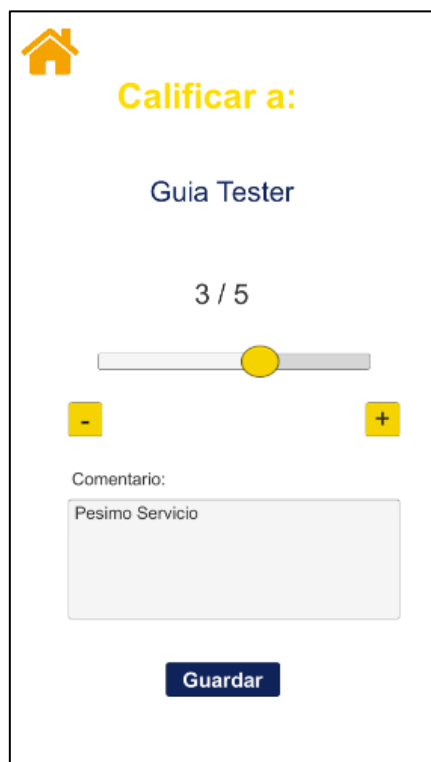 Calificar a:
Guia Tester
3 / 5
- +
Comentario:
Pesimo Servicio
Guardar